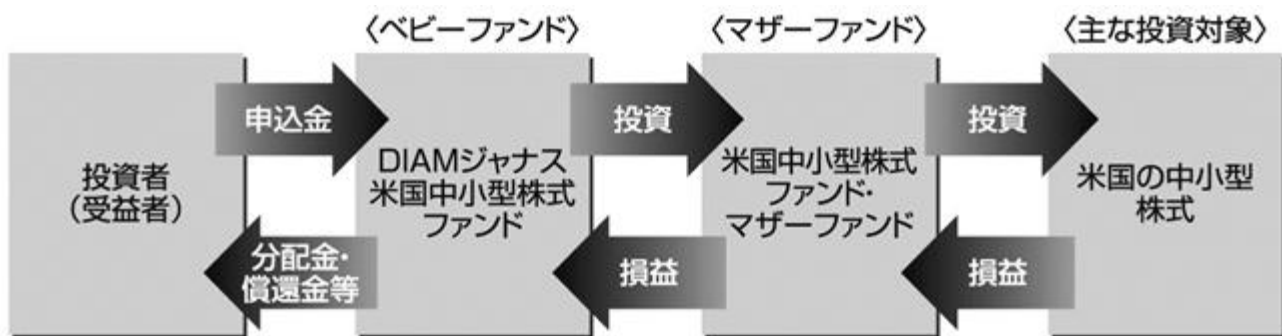 〈ベビーファンド〉
〈マザーファンド〉
〈主な投資対象〉
投資者
(受益者)
申込金
分配金・
償還金等
DIAMジャナス
米国中小型株式
ファンド
投資
損益
米国中小型株式
ファンド・
マザーファンド
投資
損益
米国の中小型
株式